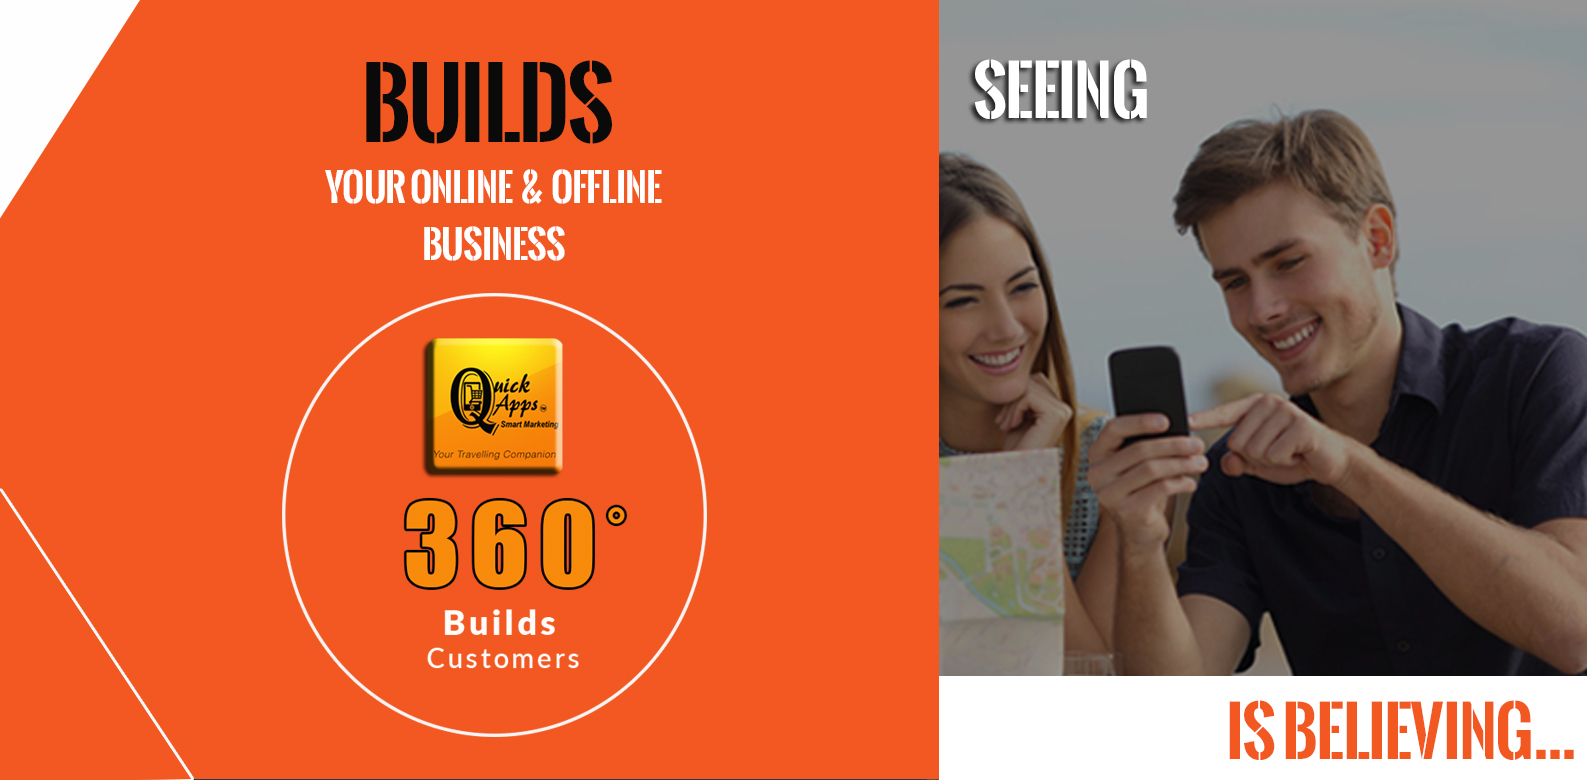 BUILDS
YOUR ONLINE & OFFLINE
BUSINESS
Quick
Apps
Smart Marketing
Your Travelling Companion
360°
Builds
Customers
SEEING
IS BELIEVING...